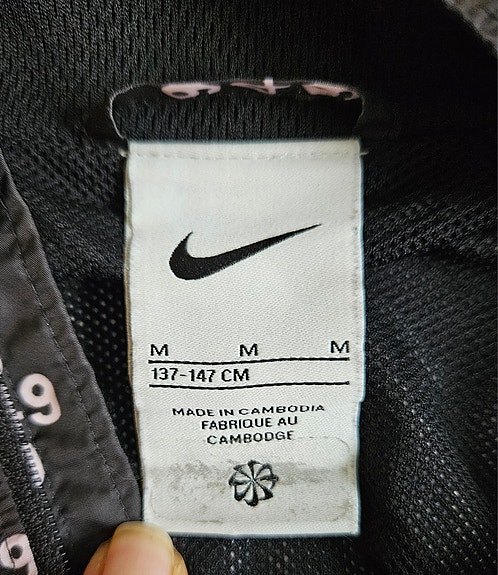 M M M
137-147 CM
MADE IN CAMBODIA
FABRIQUE AU
CAMBODGE